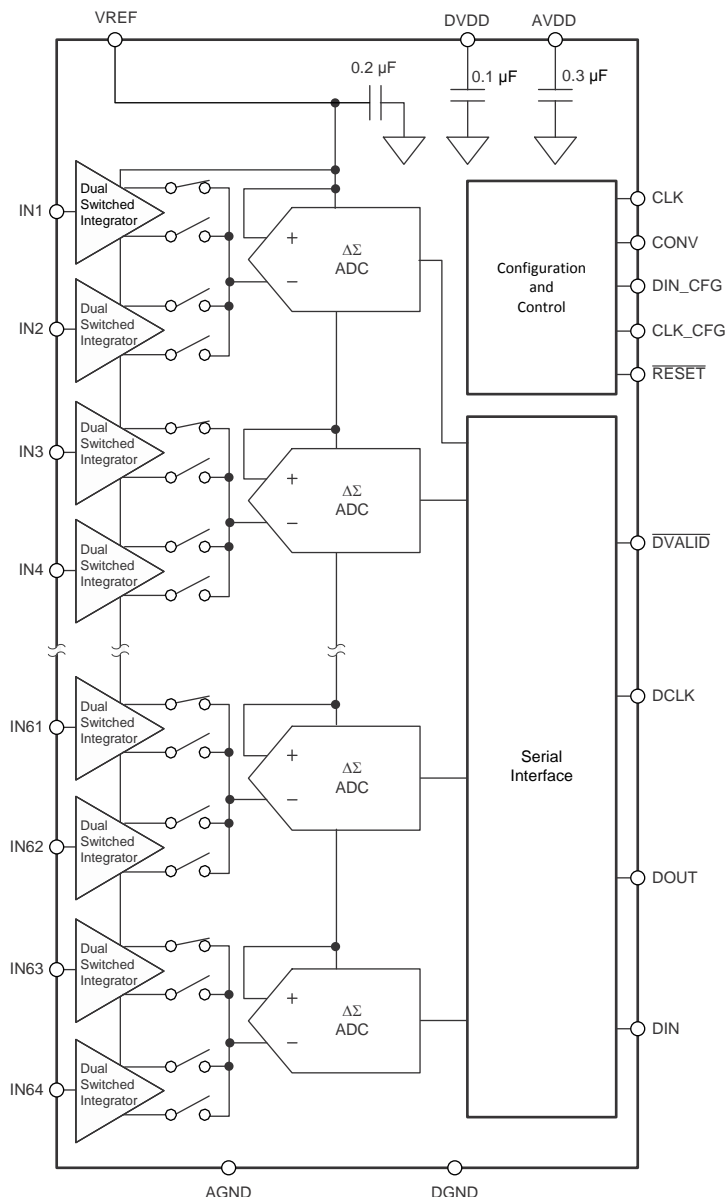 VREF
DVDD
AVDD
0.2 µF
0.1 µF
0.3 µF
IN1
Dual
Switched
Integrator
+
−
ΔΣ
ADC
IN2
Dual
Switched
Integrator
Configuration
and
Control
CLK
CONV
DIN_CFG
CLK_CFG
RESET
IN3
Dual
Switched
Integrator
+
−
ΔΣ
ADC
IN4
Dual
Switched
Integrator
DVALID
DCLK
IN61
Dual
Switched
Integrator
+
−
ΔΣ
ADC
Serial
Interface
IN62
Dual
Switched
Integrator
DOUT
IN63
Dual
Switched
Integrator
+
−
ΔΣ
ADC
DIN
IN64
Dual
Switched
Integrator
AGND
DGND